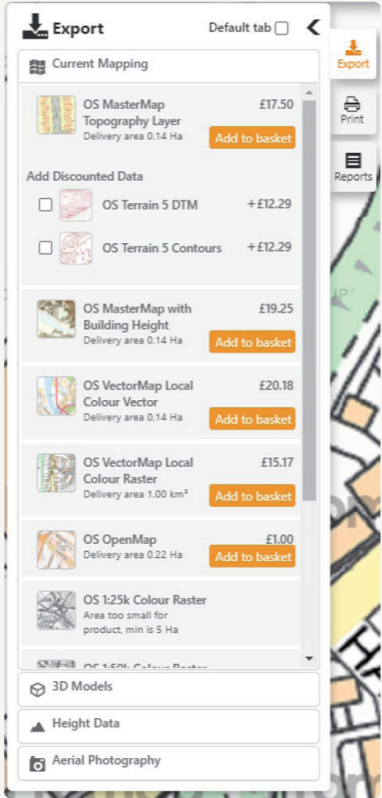 Export
Default tab
Current Mapping
OS MasterMap
Topography Layer
Delivery area 0.14 Ha
£17.50
Add to basket
Add Discounted Data
OS Terrain 5 DTM
+£12.29
OS Terrain 5 Contours
+£12.29
OS MasterMap with
Building Height
Delivery area 0.14 Ha
£19.25
Add to basket
OS VectorMap Local
Colour Vector
Delivery area 0.14 Ha
£20.18
Add to basket
OS VectorMap Local
Colour Raster
Delivery area 1.00 km²
£15.17
Add to basket
OS OpenMap
Delivery area 0.22 Ha
£1.00
Add to basket
OS 1:25k Colour Raster
Area too small for
product, min is 5 Ha
OS 1:50k Colour Raster
3D Models
Height Data
Aerial Photography
Export
Print
Reports